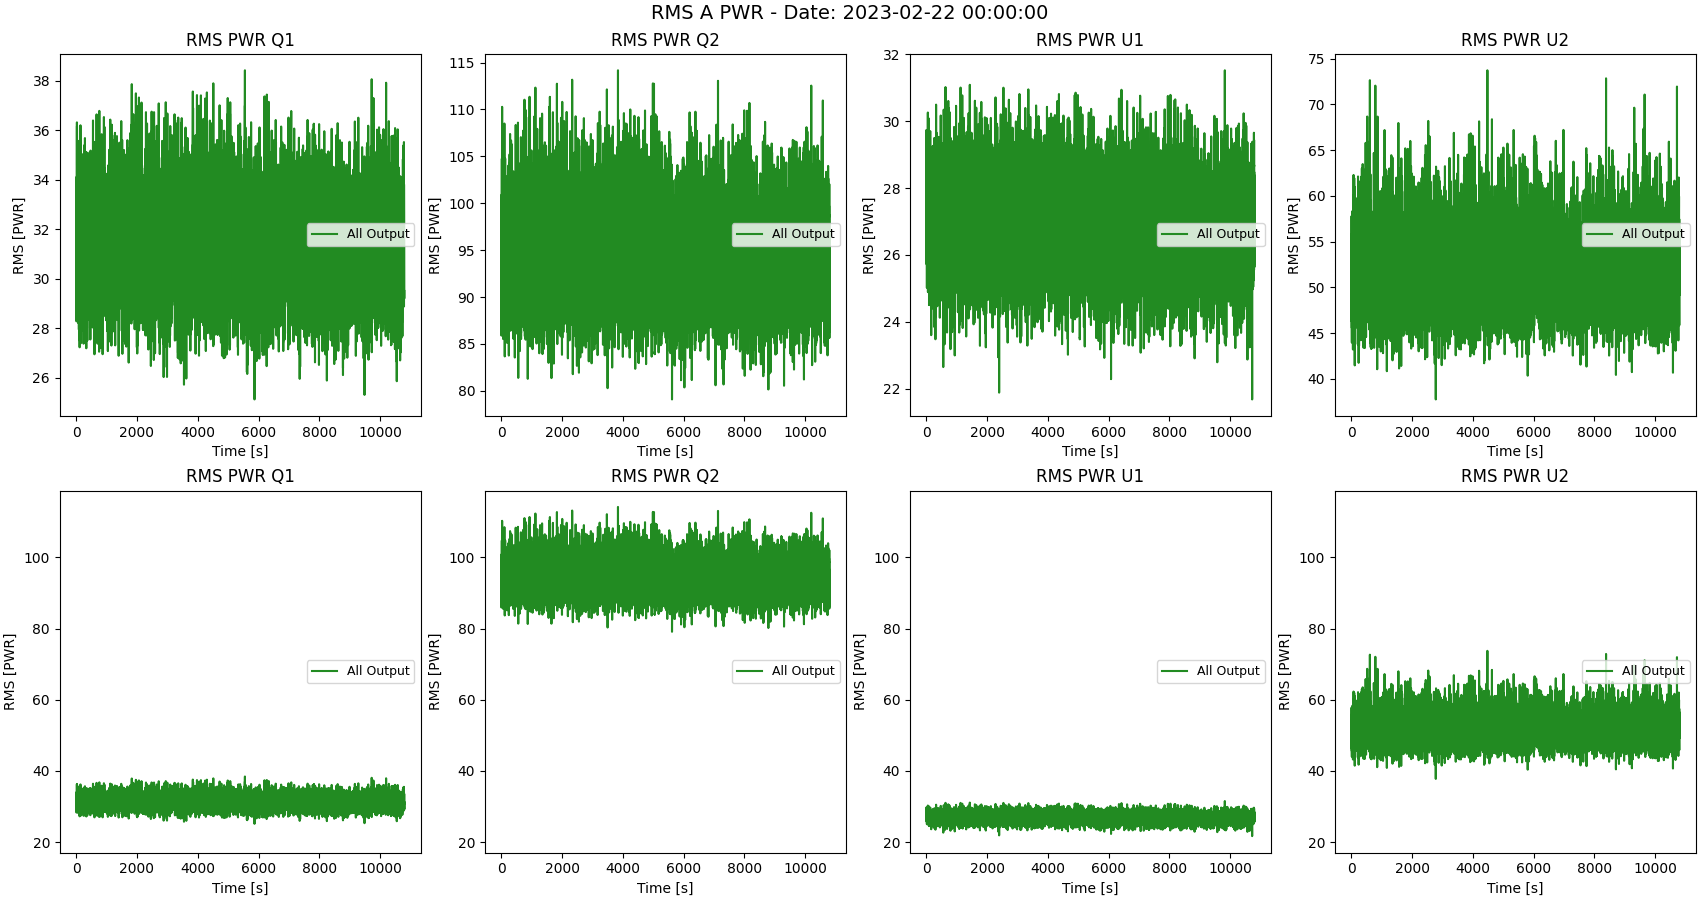 RMS A PWR - Date: 2023-02-22 00:00:00
RMS PWR Q1
38
36
34
32
30
28
26
RMS [PWR]
All Output
0 2000 4000 6000 8000 10000
Time [s]
RMS PWR Q2
115
110
105
100
95
90
85
80
RMS [PWR]
All Output
0 2000 4000 6000 8000 10000
Time [s]
RMS PWR U1
32
30
28
26
24
22
RMS [PWR]
All Output
0 2000 4000 6000 8000 10000
Time [s]
RMS PWR U2
75
70
65
60
55
50
45
40
RMS [PWR]
All Output
0 2000 4000 6000 8000 10000
Time [s]
RMS PWR Q1
100
80
60
40
20
RMS [PWR]
All Output
0 2000 4000 6000 8000 10000
Time [s]
RMS PWR Q2
100
80
60
40
20
RMS [PWR]
All Output
0 2000 4000 6000 8000 10000
Time [s]
RMS PWR U1
100
80
60
40
20
RMS [PWR]
All Output
0 2000 4000 6000 8000 10000
Time [s]
RMS PWR U2
100
80
60
40
20
RMS [PWR]
All Output
0 2000 4000 6000 8000 10000
Time [s]